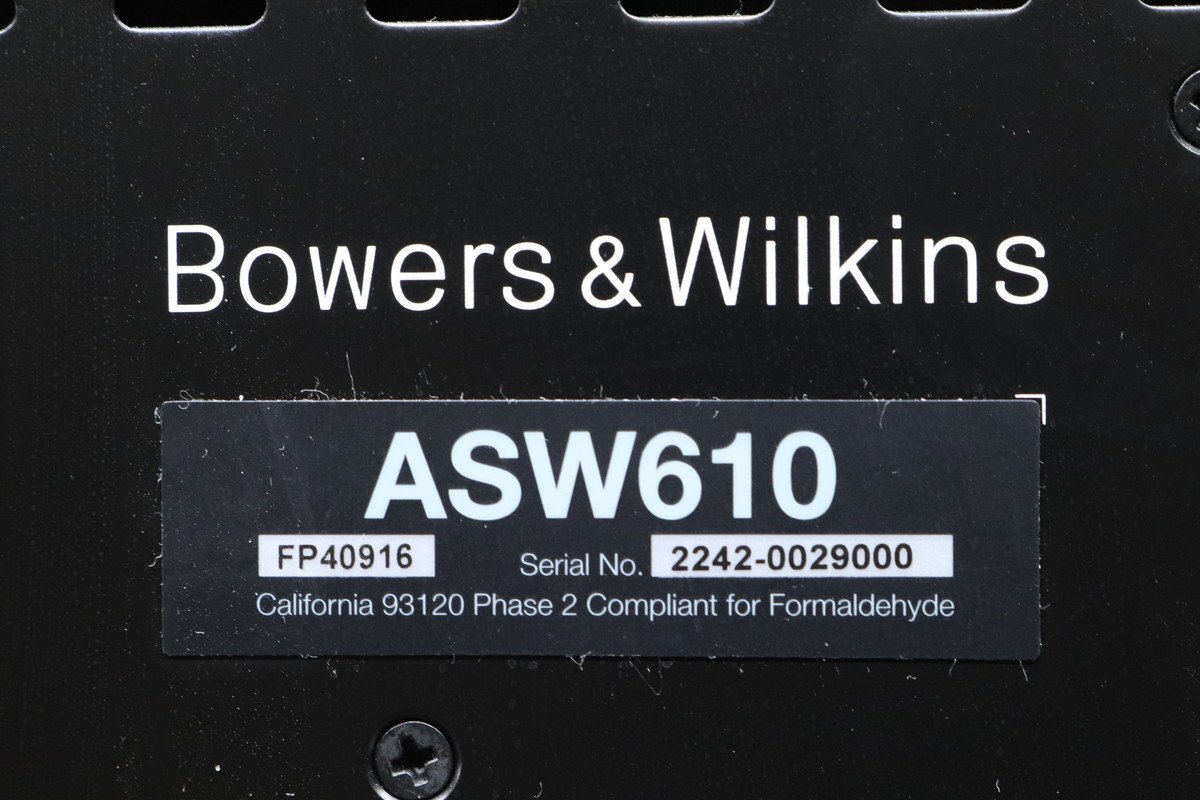 Bowers & Wilkins
ASW610
FP40916 Serial No. 2242-0029000
California 93120 Phase 2 Compliant for Formaldehyde